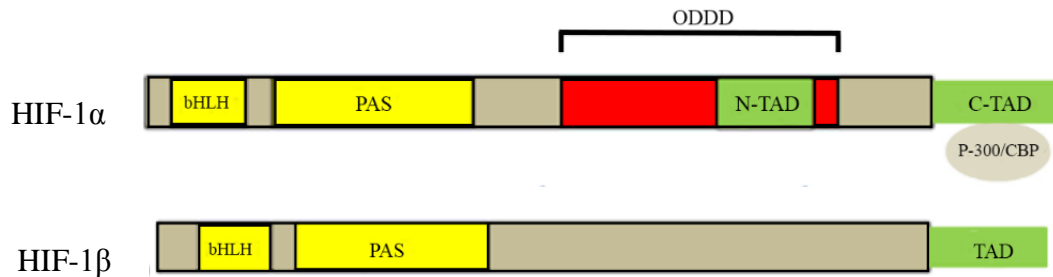 ODDD
HIF-1α
bHLH
PAS
N-TAD
C-TAD
P-300/CBP
HIF-1β
bHLH
PAS
TAD